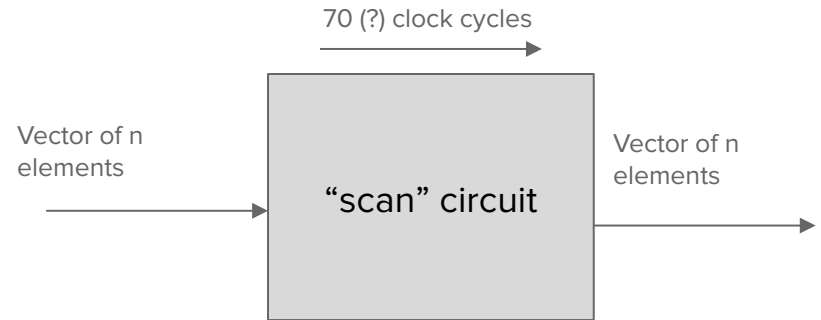 70 (?) clock cycles
Vector of n
elements
“scan” circuit
Vector of n
elements